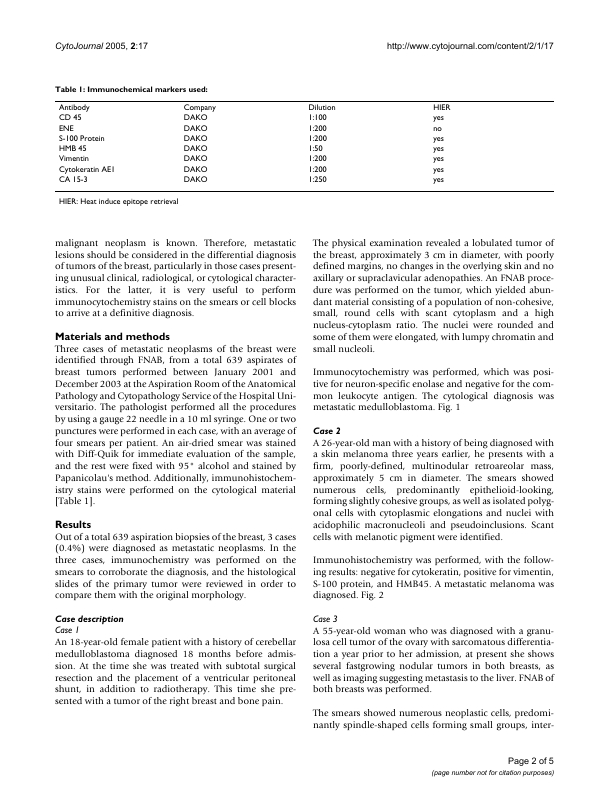 CytoJournal 2005, 2:17 http://www.cytojournal.com/content/2/1/17
Table 1: Immunochemical markers used:
Antibody Company Dilution HIER
CD 45 DAKO 1:100 yes
ENE DAKO 1:200 no
S-100 Protein DAKO 1:200 yes
HMB 45 DAKO 1:50 yes
Vimentin DAKO 1:200 yes
Cytokeratin AE1 DAKO 1:200 yes
CA 15-3 DAKO 1:250 yes
HIER: Heat induce epitope retrieval
malignant neoplasm is known. Therefore, metastatic
lesions should be considered in the differential diagnosis
of tumors of the breast, particularly in those cases present-
ing unusual clinical, radiological, or cytological character-
istics. For the latter, it is very useful to perform
immunocytochemistry stains on the smears or cell blocks
to arrive at a definitive diagnosis.
Materials and methods
Three cases of metastatic neoplasms of the breast were
identified through FNAB, from a total 639 aspirates of
breast tumors performed between January 2001 and
December 2003 at the Aspiration Room of the Anatomical
Pathology and Cytopathology Service of the Hospital Uni-
versitario. The pathologist performed all the procedures
by using a gauge 22 needle in a 10 ml syringe. One or two
punctures were performed in each case, with an average of
four smears per patient. An air-dried smear was stained
with Diff-Quik for immediate evaluation of the sample,
and the rest were fixed with 95° alcohol and stained by
Papanicolau's method. Additionally, immunohistochem-
istry stains were performed on the cytological material
[Table 1].
Results
Out of a total 639 aspiration biopsies of the breast, 3 cases
(0.4%) were diagnosed as metastatic neoplasms. In the
three cases, immunochemistry was performed on the
smears to corroborate the diagnosis, and the histological
slides of the primary tumor were reviewed in order to
compare them with the original morphology.
Case description
Case 1
An 18-year-old female patient with a history of cerebellar
medulloblastoma diagnosed 18 months before admis-
sion. At the time she was treated with subtotal surgical
resection and the placement of a ventricular peritoneal
shunt, in addition to radiotherapy. This time she pre-
sented with a tumor of the right breast and bone pain.
The physical examination revealed a lobulated tumor of
the breast, approximately 3 cm in diameter, with poorly
defined margins, no changes in the overlying skin and no
axillary or supraclavicular adenopathies. An FNAB proce-
dure was performed on the tumor, which yielded abun-
dant material consisting of a population of non-cohesive,
small, round cells with scant cytoplasm and a high
nucleus-cytoplasm ratio. The nuclei were rounded and
some of them were elongated, with lumpy chromatin and
small nucleoli.
Immunocytochemistry was performed, which was posi-
tive for neuron-specific enolase and negative for the com-
mon leukocyte antigen. The cytological diagnosis was
metastatic medulloblastoma. Fig. 1
Case 2
A 26-year-old man with a history of being diagnosed with
a skin melanoma three years earlier, he presents with a
firm, poorly-defined, multinodular retroareolar mass,
approximately 5 cm in diameter. The smears showed
numerous cells, predominantly epithelioid-looking,
forming slightly cohesive groups, as well as isolated polyg-
onal cells with cytoplasmic elongations and nuclei with
acidophilic macronucleoli and pseudoinclusions. Scant
cells with melanotic pigment were identified.
Immunohistochemistry was performed, with the follow-
ing results: negative for cytokeratin, positive for vimentin,
S-100 protein, and HMB45. A metastatic melanoma was
diagnosed. Fig. 2
Case 3
A 55-year-old woman who was diagnosed with a granu-
losa cell tumor of the ovary with sarcomatous differentia-
tion a year prior to her admission, at present she shows
several fastgrowing nodular tumors in both breasts, as
well as imaging suggesting metastasis to the liver. FNAB of
both breasts was performed.
The smears showed numerous neoplastic cells, predomi-
nantly spindle-shaped cells forming small groups, inter-
Page 2 of 5
(page number not for citation purposes)